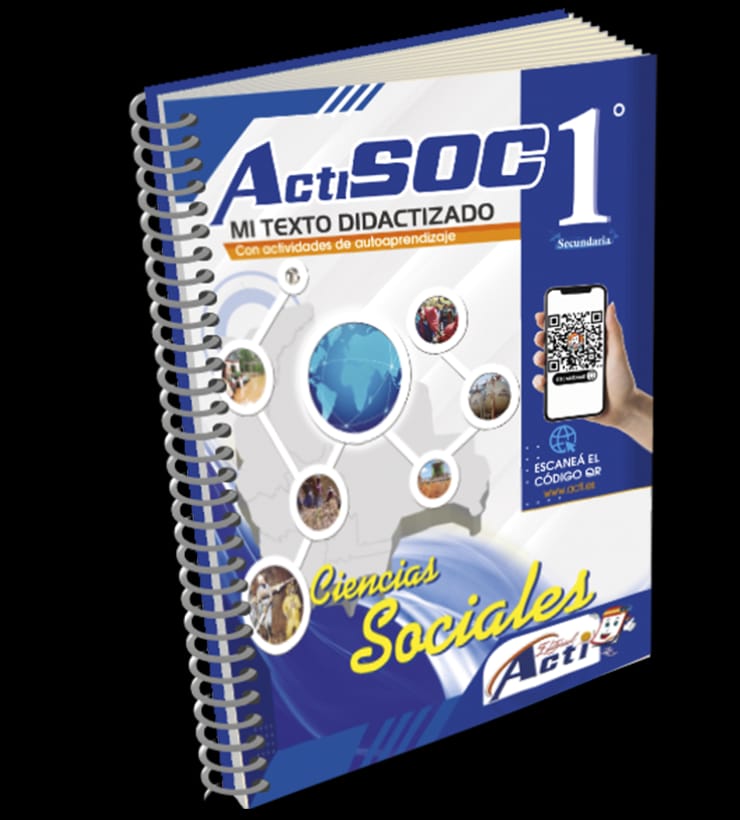 ActiSOC 1°
MI TEXTO DIDACTIZADO
Con actividades de autoaprendizaje
Secundaria
ESCANEÁ EL
CÓDIGO QR
www.acti.es
Ciencias
Sociales
Editorial
Acti